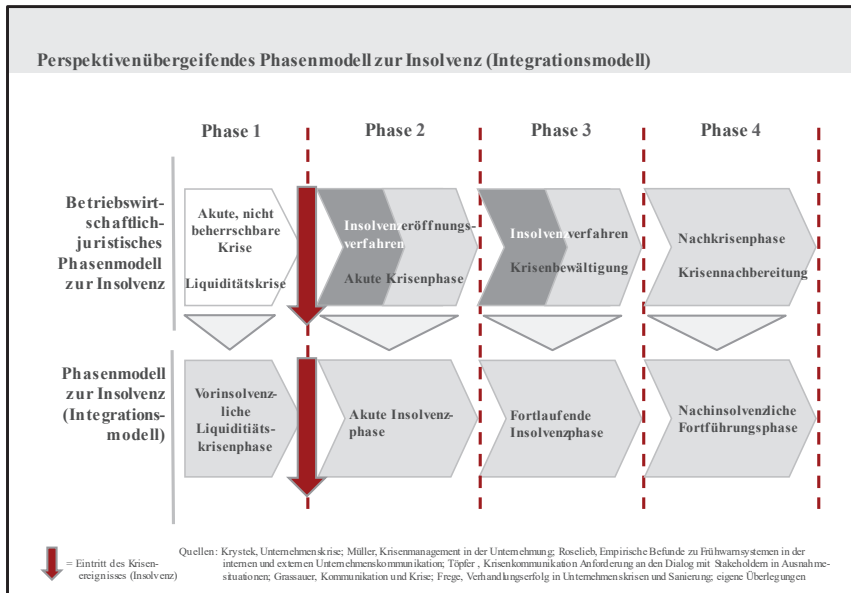 Perspektivenübergeifendes Phasenmodell zur Insolvenz (Integrationsmodell)
Phase 1
Phase 2
Phase 3
Phase 4
Betriebswirt-
schaftlich-
juristisches
Phasenmodell
zur Insolvenz
Akute, nicht
beherrschbare
Krise
Liquiditätskrise
Insolvenzeröffnungs-
verfahren
Akute Krisenphase
Insolvenzverfahren
Krisenbewältigung
Nachkrisenphase
Krisennachbereitung
Phasenmodell
zur Insolvenz
(Integrations-
modell)
Vorinsolvenz-
liche
Liquiditäts-
krisenphase
Akute Insolvenz-
phase
Fortlaufende
Insolvenzphase
Nachinsolvenzliche
Fortführungsphase
= Eintritt des Krisen-
ereignisses (Insolvenz)
Quellen: Krystek, Unternehmenskrise; Müller, Krisenmanagement in der Unternehmung; Roselieb, Empirische Befunde zu Frühwarnsystemen in der
internen und externen Unternehmenskommunikation; Töpfer , Krisenkommunikation Anforderung an den Dialog mit Stakeholdern in Ausnahme-
situationen; Grassauer, Kommunikation und Krise; Frege, Verhandlungserfolg in Unternehmenskrisen und Sanierung; eigene Überlegungen